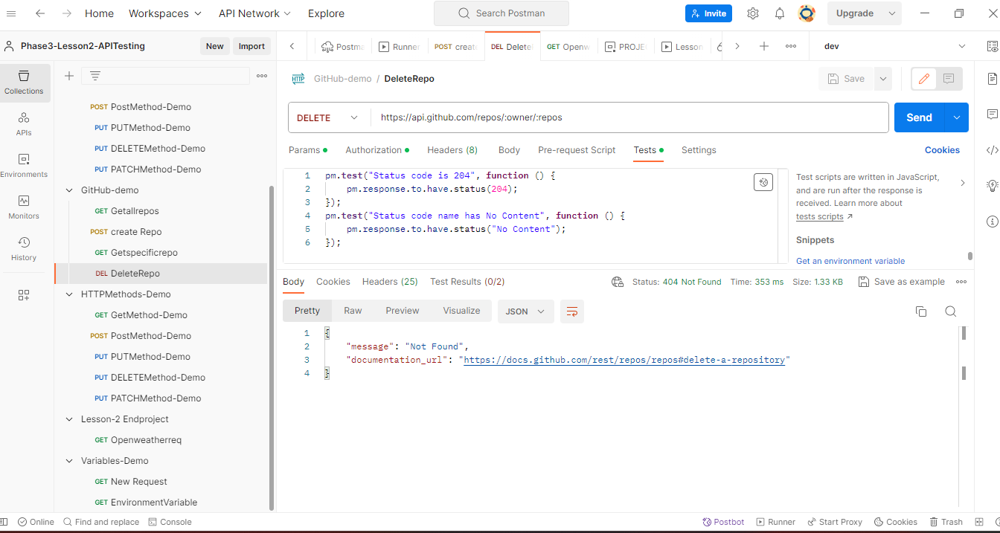 Home Workspaces API Network Explore Search Postman Invite Upgrade
Phase3-Lesson2-APITesting New Import
Postma Runner POST create DEL Delete GET Openw PROJE Lesson dev
Collections
APIs
Environments
Monitors
History
POST PostMethod-Demo
PUT PUTMethod-Demo
PUT DELETEMethod-Demo
PUT PATCHMethod-Demo
GitHub-demo
GET Getallrepos
POST create Repo
GET Getspecificrepo
DEL DeleteRepo
HTTPMethods-Demo
GET GetMethod-Demo
POST PostMethod-Demo
PUT PUTMethod-Demo
PUT DELETEMethod-Demo
PUT PATCHMethod-Demo
Lesson-2 Endproject
GET Openweatherreq
Variables-Demo
GET New Request
GET EnvironmentVariable
HTTP GitHub-demo / DeleteRepo Save
DELETE https://api.github.com/repos/:owner/:repos Send
Params Authorization Headers (8) Body Pre-request Script Tests Settings Cookies
1 pm.test("Status code is 204", function () {
2 pm.response.to.have.status(204);
3 });
4 pm.test("Status code name has No Content", function () {
5 pm.response.to.have.status("No Content");
6 });
Test scripts are written in JavaScript,
and are run after the response is
received. Learn more about
tests scripts ↗
Snippets
Get an environment variable
Body Cookies Headers (25) Test Results (0/2) Status: 404 Not Found Time: 353 ms Size: 1.33 KB Save as example
Pretty Raw Preview Visualize JSON
1 {
2 "message": "Not Found",
3 "documentation_url": "https://docs.github.com/rest/repos/repos#delete-a-repository"
4 }
Online Find and replace Console Postbot Runner Start Proxy Cookies Trash